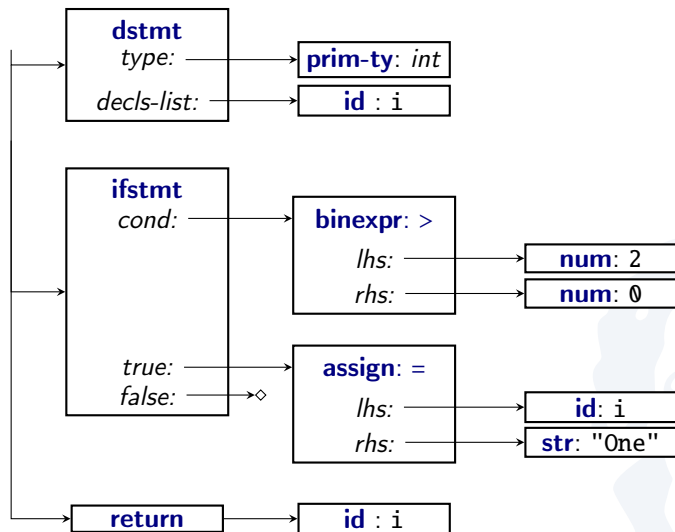 dstmt
type:
prim-ty: int
decls-list:
id : i
ifstmt
cond:
binexpr: >
lhs:
num: 2
rhs:
num: 0
true:
assign: =
false:
lhs:
id: i
rhs:
str: "One"
return
id : i